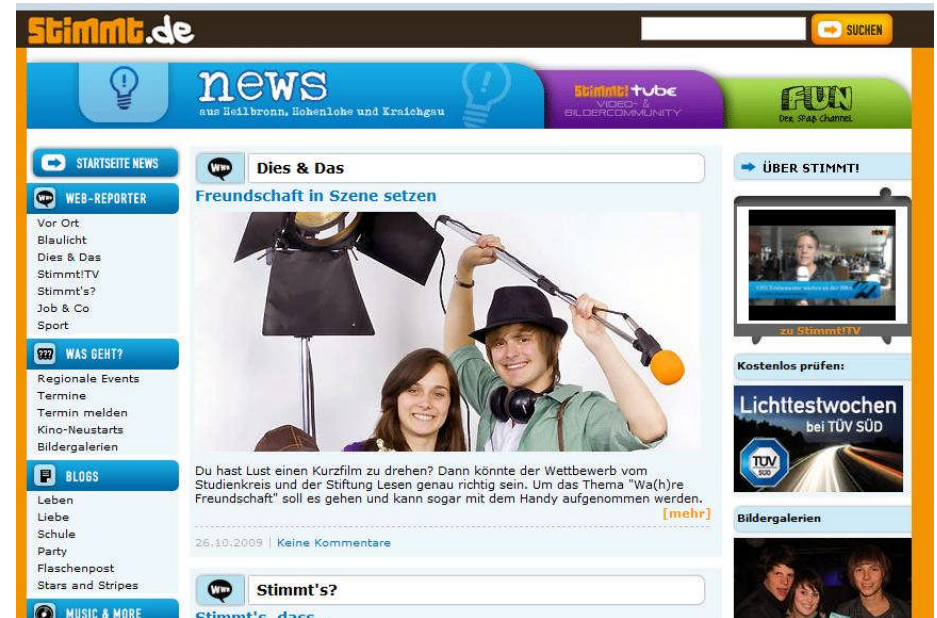 Stimmt.de
SUCHEN
news
aus Heilbronn, Hohenlohe und Kraichgau
Stimmt! tube
VIDEO- &
BILDERCOMMUNITY
FUN
Der Spaß Channel
STARTSEITE NEWS
WEB-REPORTER
Vor Ort
Blaulicht
Dies & Das
Stimmt!TV
Stimmt's?
Job & Co
Sport
??? WAS GEHT?
Regionale Events
Termine
Termin melden
Kino-Neustarts
Bildergalerien
BLOGS
Leben
Liebe
Schule
Party
Flaschenpost
Stars and Stripes
MUSIC & MORE
Dies & Das
Freundschaft in Szene setzen
Du hast Lust einen Kurzfilm zu drehen? Dann könnte der Wettbewerb vom
Studienkreis und der Stiftung Lesen genau richtig sein. Um das Thema "Wa(h)re
Freundschaft" soll es gehen und kann sogar mit dem Handy aufgenommen werden.
[mehr]
26.10.2009 | Keine Kommentare
Stimmt's?
Stimmt's, dass
ÜBER STIMMT!
zu Stimmt!TV
Kostenlos prüfen:
Lichttestwochen
bei TÜV SÜD
TÜV
SÜD
Bildergalerien